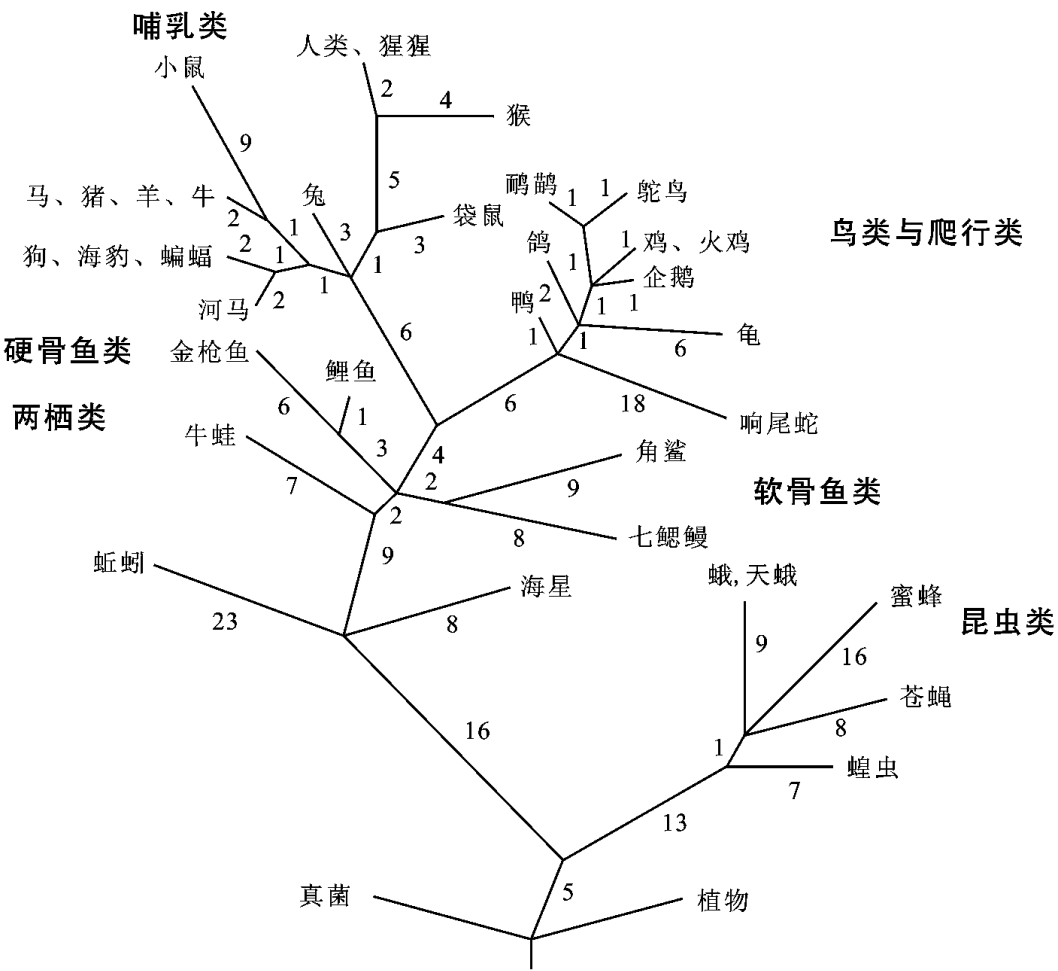 哺乳类
人类、猩猩
小鼠
2
4
猴
9
5
马、猪、羊、牛
兔
袋鼠
鸸鹋
1
1
鸵鸟
鸟类与爬行类
2
1
3
3
鸽
1
鸡、火鸡
狗、海豹、蝙蝠
2
1
1
1
企鹅
河马
2
1
鸭
2
1
1
6
1
1
6
龟
硬骨鱼类
金枪鱼
鲤鱼
6
18
响尾蛇
两栖类
6
1
牛蛙
3
4
角鲨
7
2
9
软骨鱼类
2
8
七鳃鳗
蚯蚓
9
海星
蛾,天蛾
蜜蜂
昆虫类
23
8
9
16
苍蝇
16
1
8
蝗虫
7
13
真菌
5
植物